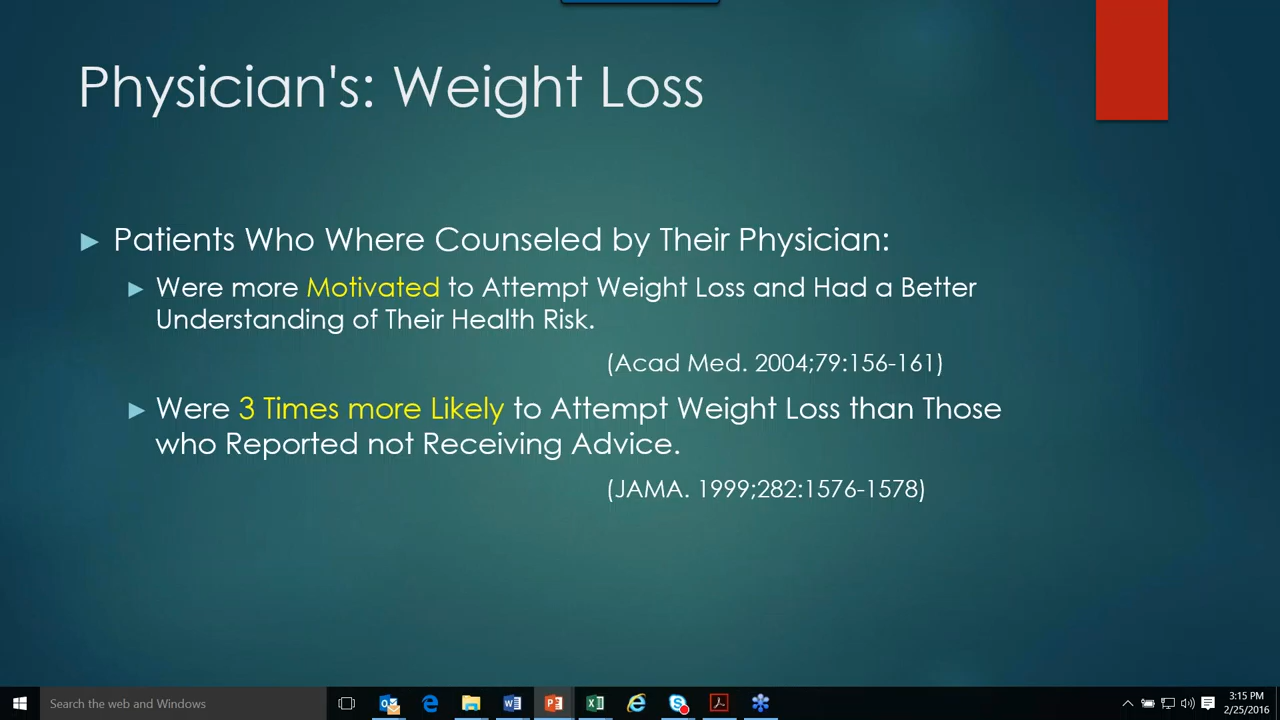 Physician's: Weight Loss
Patients Who Where Counseled by Their Physician:
Were more Motivated to Attempt Weight Loss and Had a Better
Understanding of Their Health Risk.
(Acad Med. 2004;79:156-161)
Were 3 Times more Likely to Attempt Weight Loss than Those
who Reported not Receiving Advice.
(JAMA. 1999;282:1576-1578)
Search the web and Windows
3:15 PM
2/25/2016